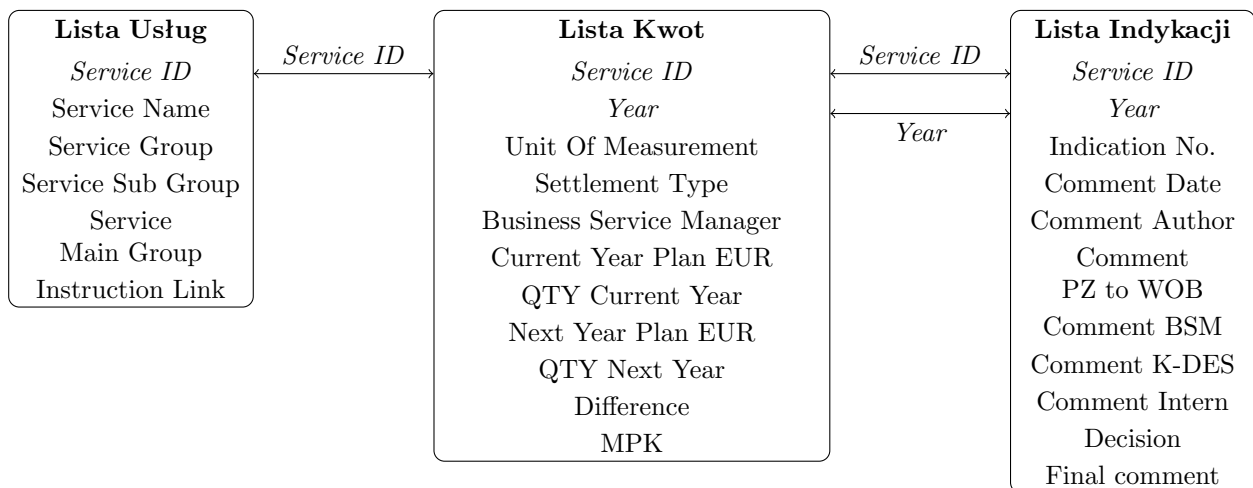 Lista Usług
Service ID
Service Name
Service Group
Service Sub Group
Service
Main Group
Instruction Link
Service ID
Lista Kwot
Service ID
Year
Unit Of Measurement
Settlement Type
Business Service Manager
Current Year Plan EUR
QTY Current Year
Next Year Plan EUR
QTY Next Year
Difference
MPK
Service ID
Year
Lista Indykacji
Service ID
Year
Indication No.
Comment Date
Comment Author
Comment
PZ to WOB
Comment BSM
Comment K-DES
Comment Intern
Decision
Final comment